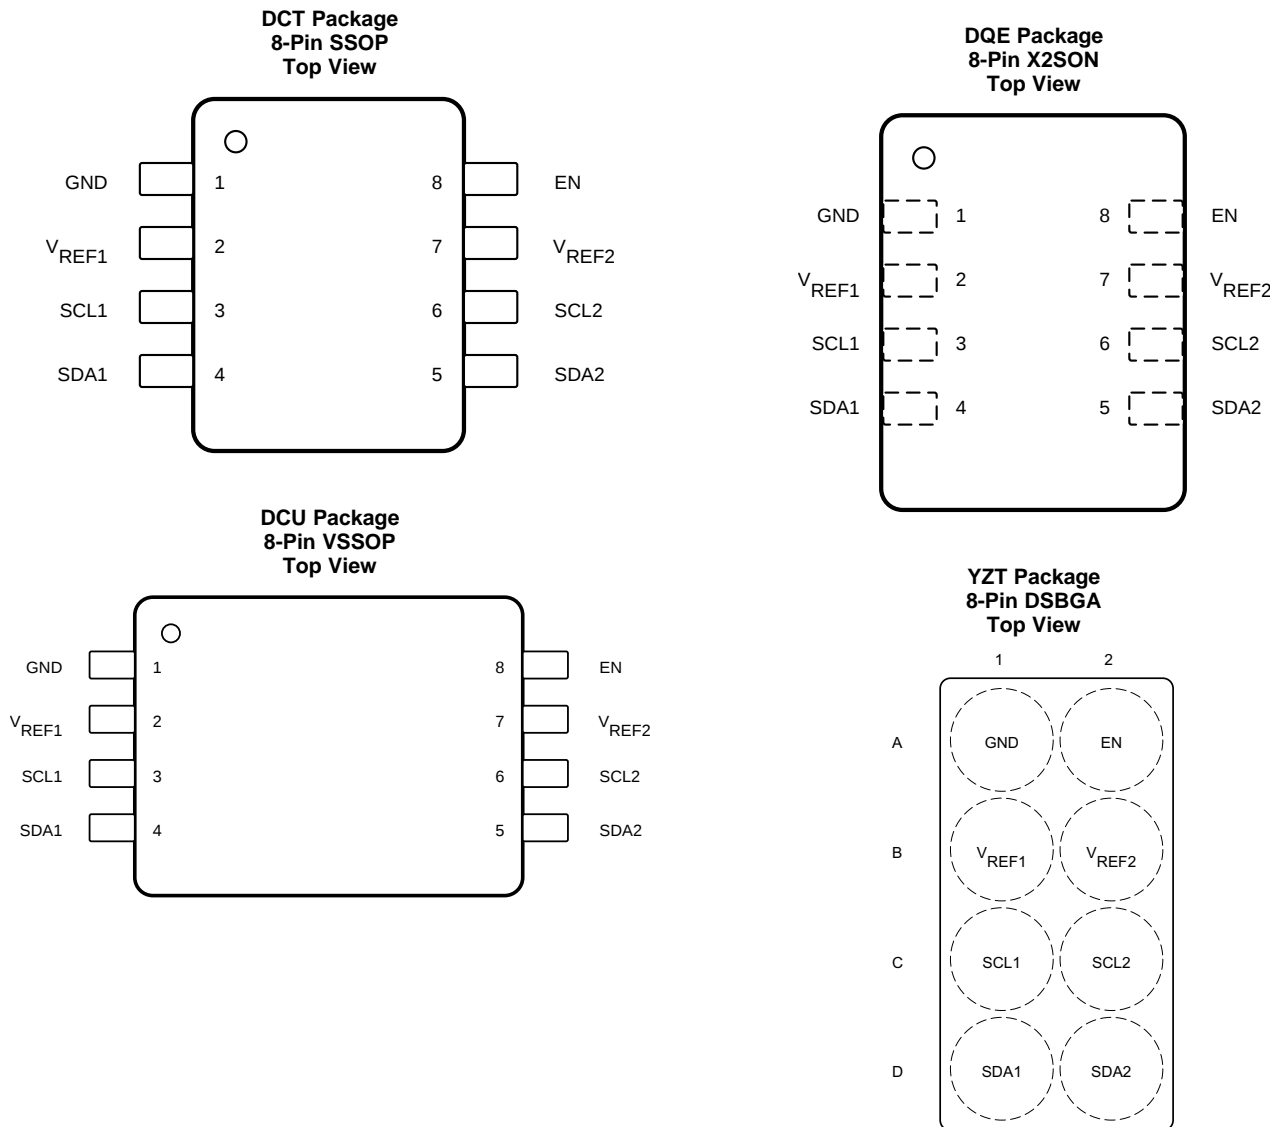 DCT Package
8-Pin SSOP
Top View
GND 1 8 EN
VREF1 2 7 VREF2
SCL1 3 6 SCL2
SDA1 4 5 SDA2
DQE Package
8-Pin X2SON
Top View
GND 1 8 EN
VREF1 2 7 VREF2
SCL1 3 6 SCL2
SDA1 4 5 SDA2
DCU Package
8-Pin VSSOP
Top View
GND 1 8 EN
VREF1 2 7 VREF2
SCL1 3 6 SCL2
SDA1 4 5 SDA2
YZT Package
8-Pin DSBGA
Top View
1 2
A GND EN
B VREF1 VREF2
C SCL1 SCL2
D SDA1 SDA2